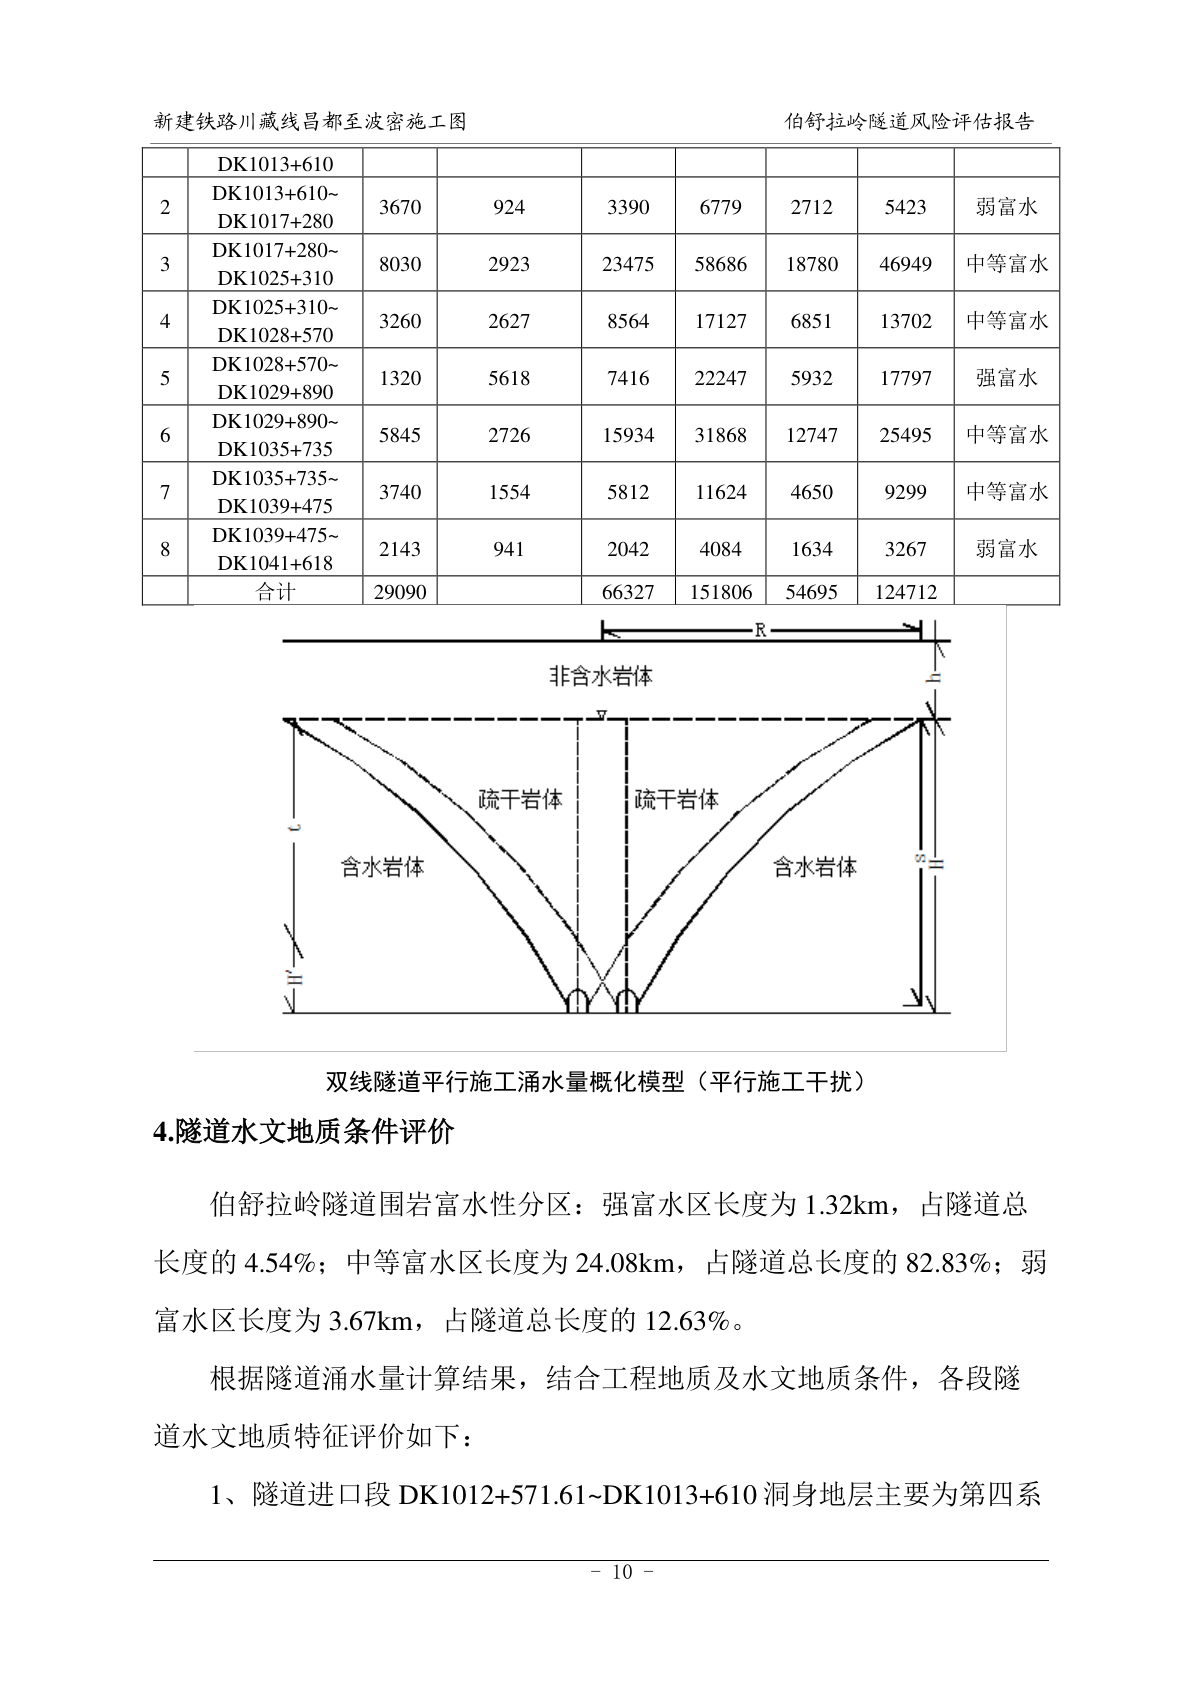 新建铁路川藏线昌都至波密施工图 伯舒拉岭隧道风险评估报告
DK1013+610
2 DK1013+610~ DK1017+280 3670 924 3390 6779 2712 5423 弱富水
3 DK1017+280~ DK1025+310 8030 2923 23475 58686 18780 46949 中等富水
4 DK1025+310~ DK1028+570 3260 2627 8564 17127 6851 13702 中等富水
5 DK1028+570~ DK1029+890 1320 5618 7416 22247 5932 17797 强富水
6 DK1029+890~ DK1035+735 5845 2726 15934 31868 12747 25495 中等富水
7 DK1035+735~ DK1039+475 3740 1554 5812 11624 4650 9299 中等富水
8 DK1039+475~ DK1041+618 2143 941 2042 4084 1634 3267 弱富水
合计 29090 66327 151806 54695 124712
R
非含水岩体
h
疏干岩体 疏干岩体
t
含水岩体 含水岩体
s H
H'
双线隧道平行施工涌水量概化模型（平行施工干扰）
4.隧道水文地质条件评价
伯舒拉岭隧道围岩富水性分区：强富水区长度为 1.32km，占隧道总
长度的 4.54%；中等富水区长度为 24.08km，占隧道总长度的 82.83%；弱
富水区长度为 3.67km，占隧道总长度的 12.63%。
根据隧道涌水量计算结果，结合工程地质及水文地质条件，各段隧
道水文地质特征评价如下：
1、隧道进口段 DK1012+571.61~DK1013+610 洞身地层主要为第四系
- 10 -